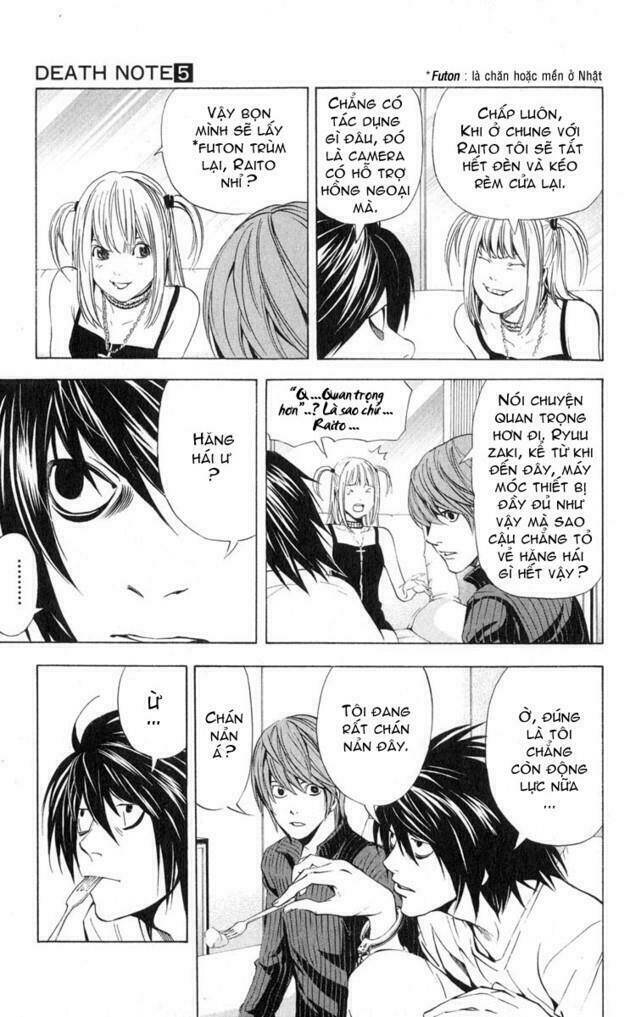 DEATH NOTE 5
*Futon : là chăn hoặc mền ở Nhật
CHẤP LUÔN,
KHI Ở CHUNG VỚI
RAITO TÔI SẼ TẮT
HẾT ĐÈN VÀ KÉO
RÈM CỬA LẠI.
CHẲNG CÓ
TÁC DỤNG
GÌ ĐÂU, ĐÓ
LÀ CAMERA
CÓ HỖ TRỢ
HỒNG NGOẠI
MÀ.
VẬY BỌN
MÌNH SẼ LẤY
*FUTON TRÙM
LẠI, RAITO
NHỈ?
NÓI CHUYỆN
QUAN TRỌNG
HƠN ĐI, RYUU
ZAKI, KỂ TỪ KHI
ĐẾN ĐÂY, MÁY
MÓC THIẾT BỊ
ĐẦY ĐỦ NHƯ
VẬY MÀ SAO
CẬU CHẲNG TỎ
VẺ HĂNG HÁI
GÌ HẾT VẬY?
"Q...Quan trọng
hơn"..? Là sao chứ...
Raito...
HĂNG
HÁI Ư?
.........
Ờ, ĐÚNG
LÀ TÔI
CHẲNG
CÒN ĐỘNG
LỰC NỮA
...
TÔI ĐANG
RẤT CHÁN
NẢN ĐÂY.
CHÁN
NẢN
Á?
Ừ
...